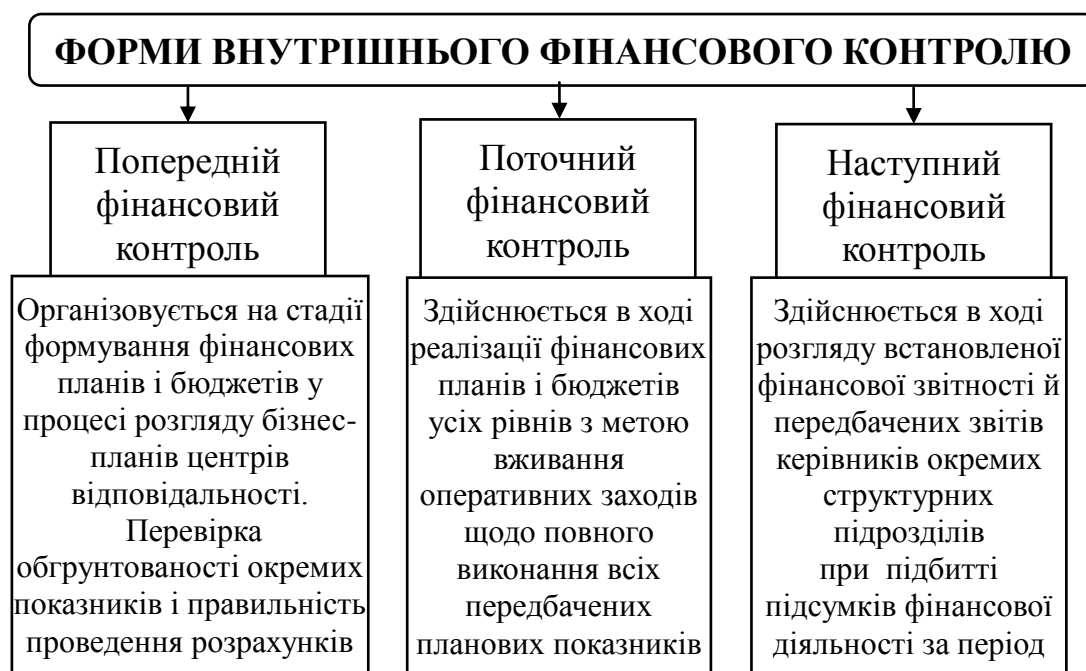 ФОРМИ ВНУТРІШНЬОГО ФІНАНСОВОГО КОНТРОЛЮ
Попередній
фінансовий
контроль
Організовується на стадії
формування фінансових
планів і бюджетів у
процесі розгляду бізнес-
планів центрів
відповідальності.
Перевірка
обгрунтованості окремих
показників і правильність
проведення розрахунків
Поточний
фінансовий
контроль
Здійснюється в ході
реалізації фінансових
планів і бюджетів
усіх рівнів з метою
вживання
оперативних заходів
щодо повного
виконання всіх
передбачених
планових показників
Наступний
фінансовий
контроль
Здійснюється в ході
розгляду встановленої
фінансової звітності й
передбачених звітів
керівників окремих
структурних
підрозділів
при підбитті
підсумків фінансової
діяльності за період